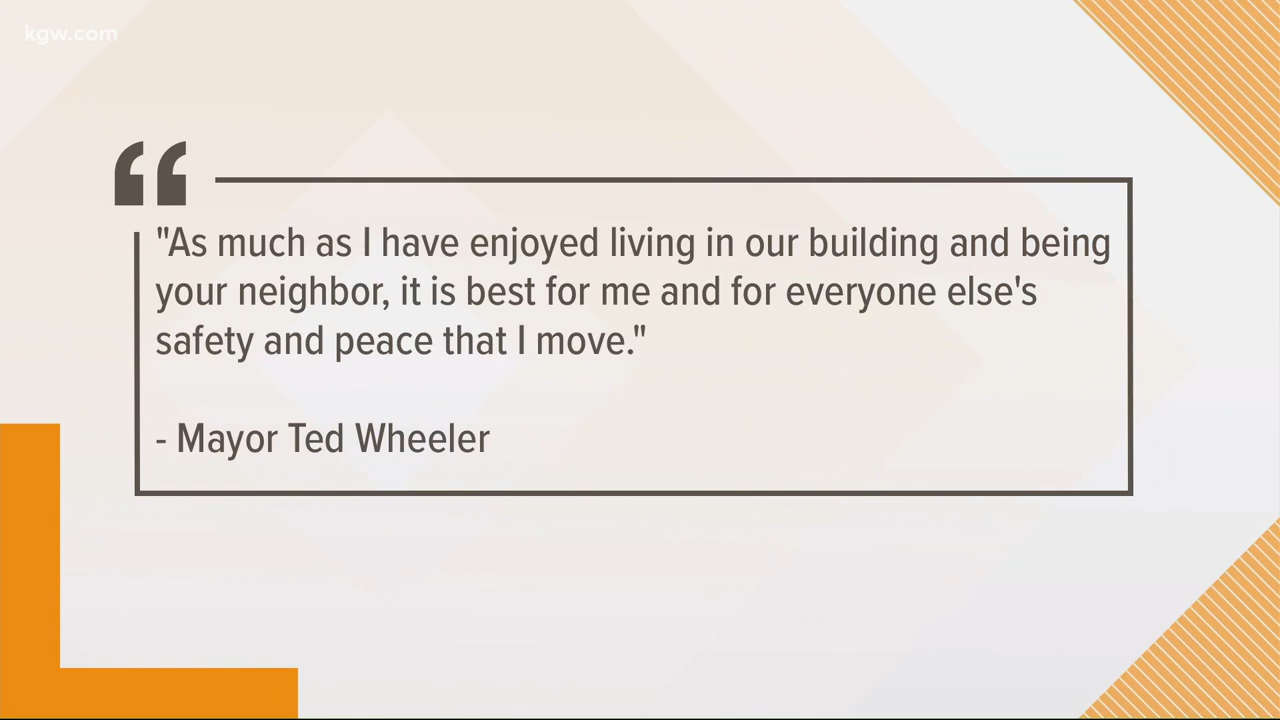 kgw.com
"As much as I have enjoyed living in our building and being
your neighbor, it is best for me and for everyone else's
safety and peace that I move."
- Mayor Ted Wheeler